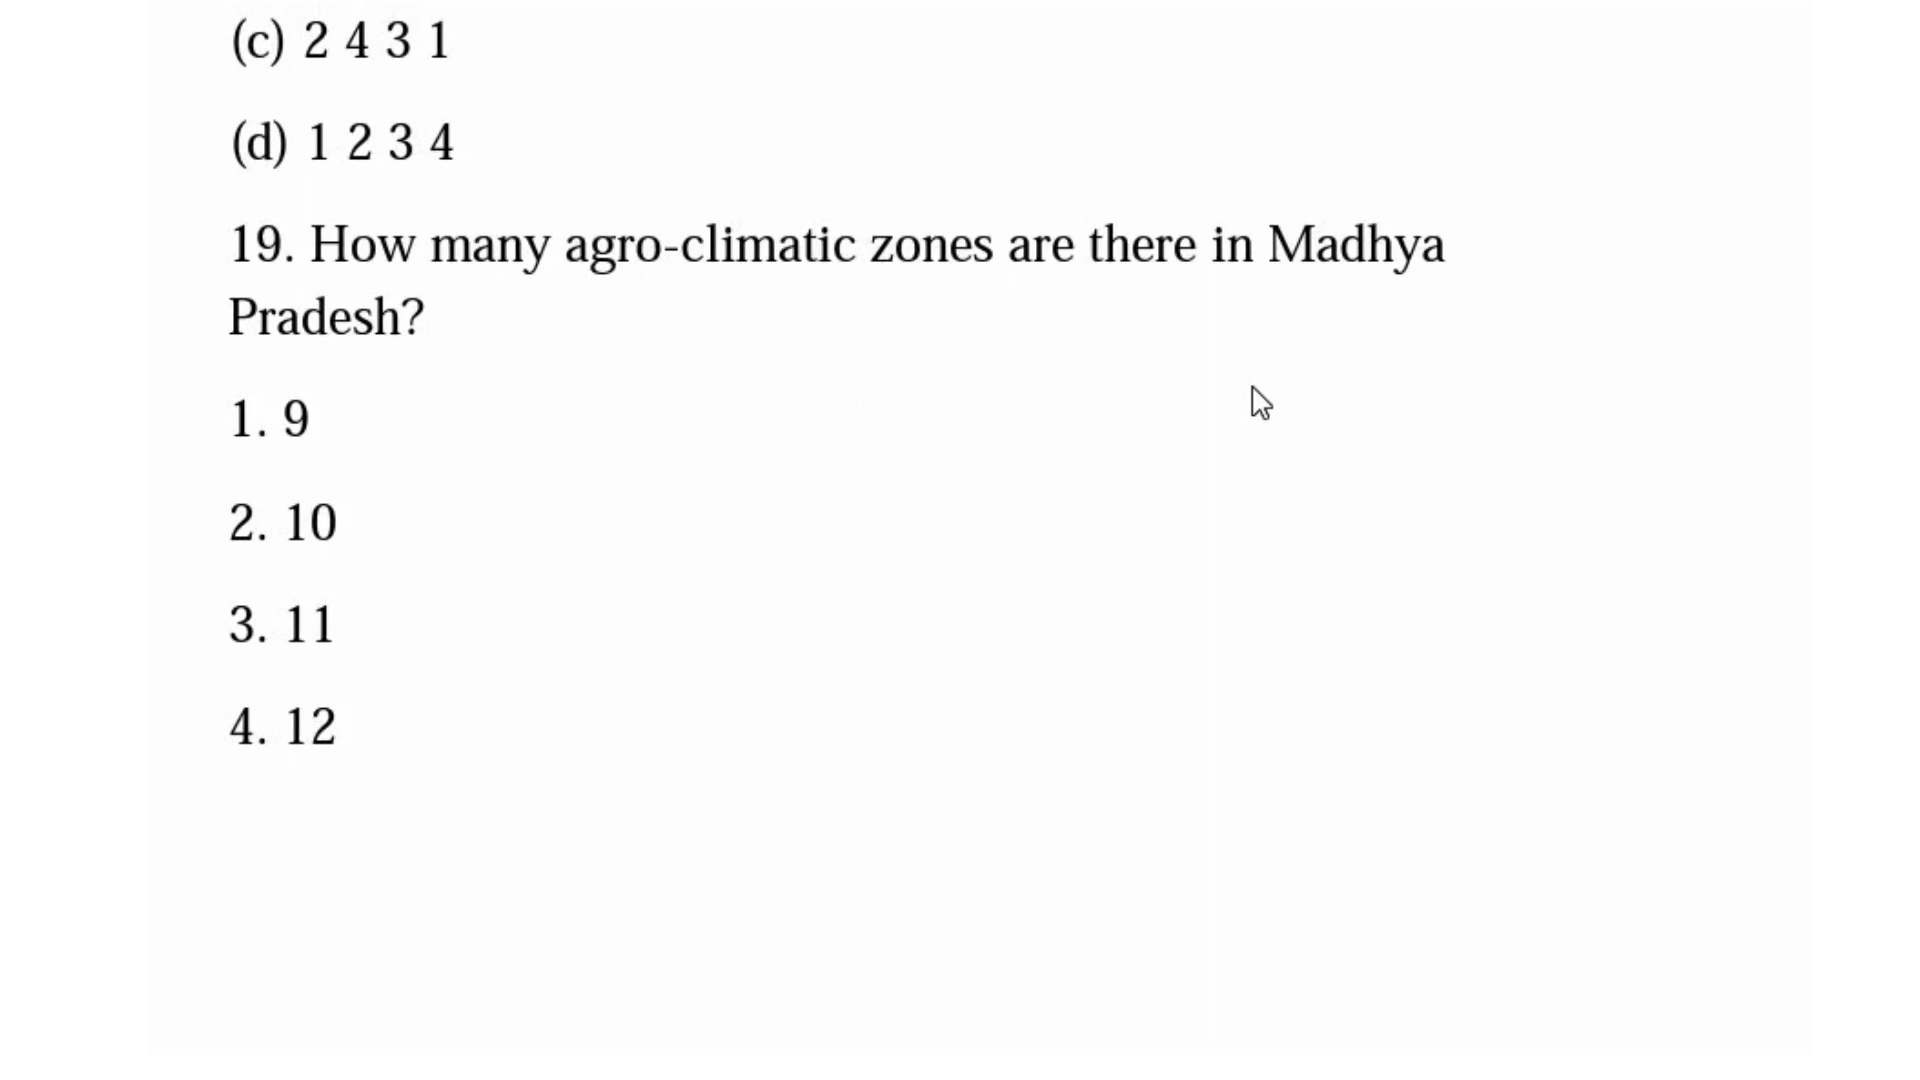 (c) 2 4 3 1
(d) 1 2 3 4
19. How many agro-climatic zones are there in Madhya
Pradesh?
1. 9
2. 10
3. 11
4. 12